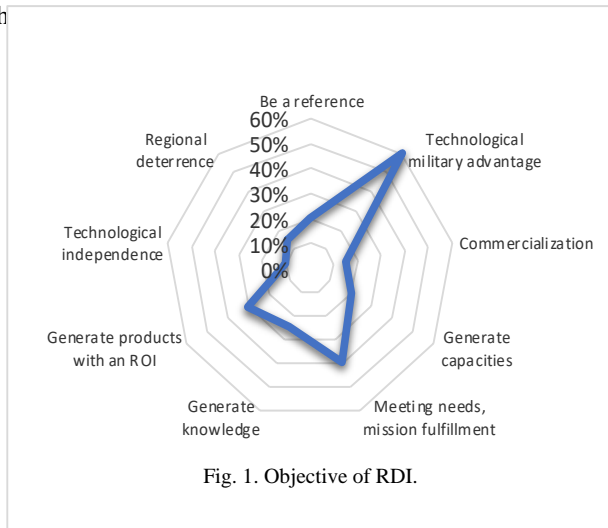 h
Be a reference
60%
50%
40%
30%
20%
10%
0%
Technological
military advantage
Commercialization
Generate
capacities
Meeting needs,
mission fulfillment
Generate
knowledge
Generate products
with an ROI
Technological
independence
Regional
deterrence
Fig. 1. Objective of RDI.